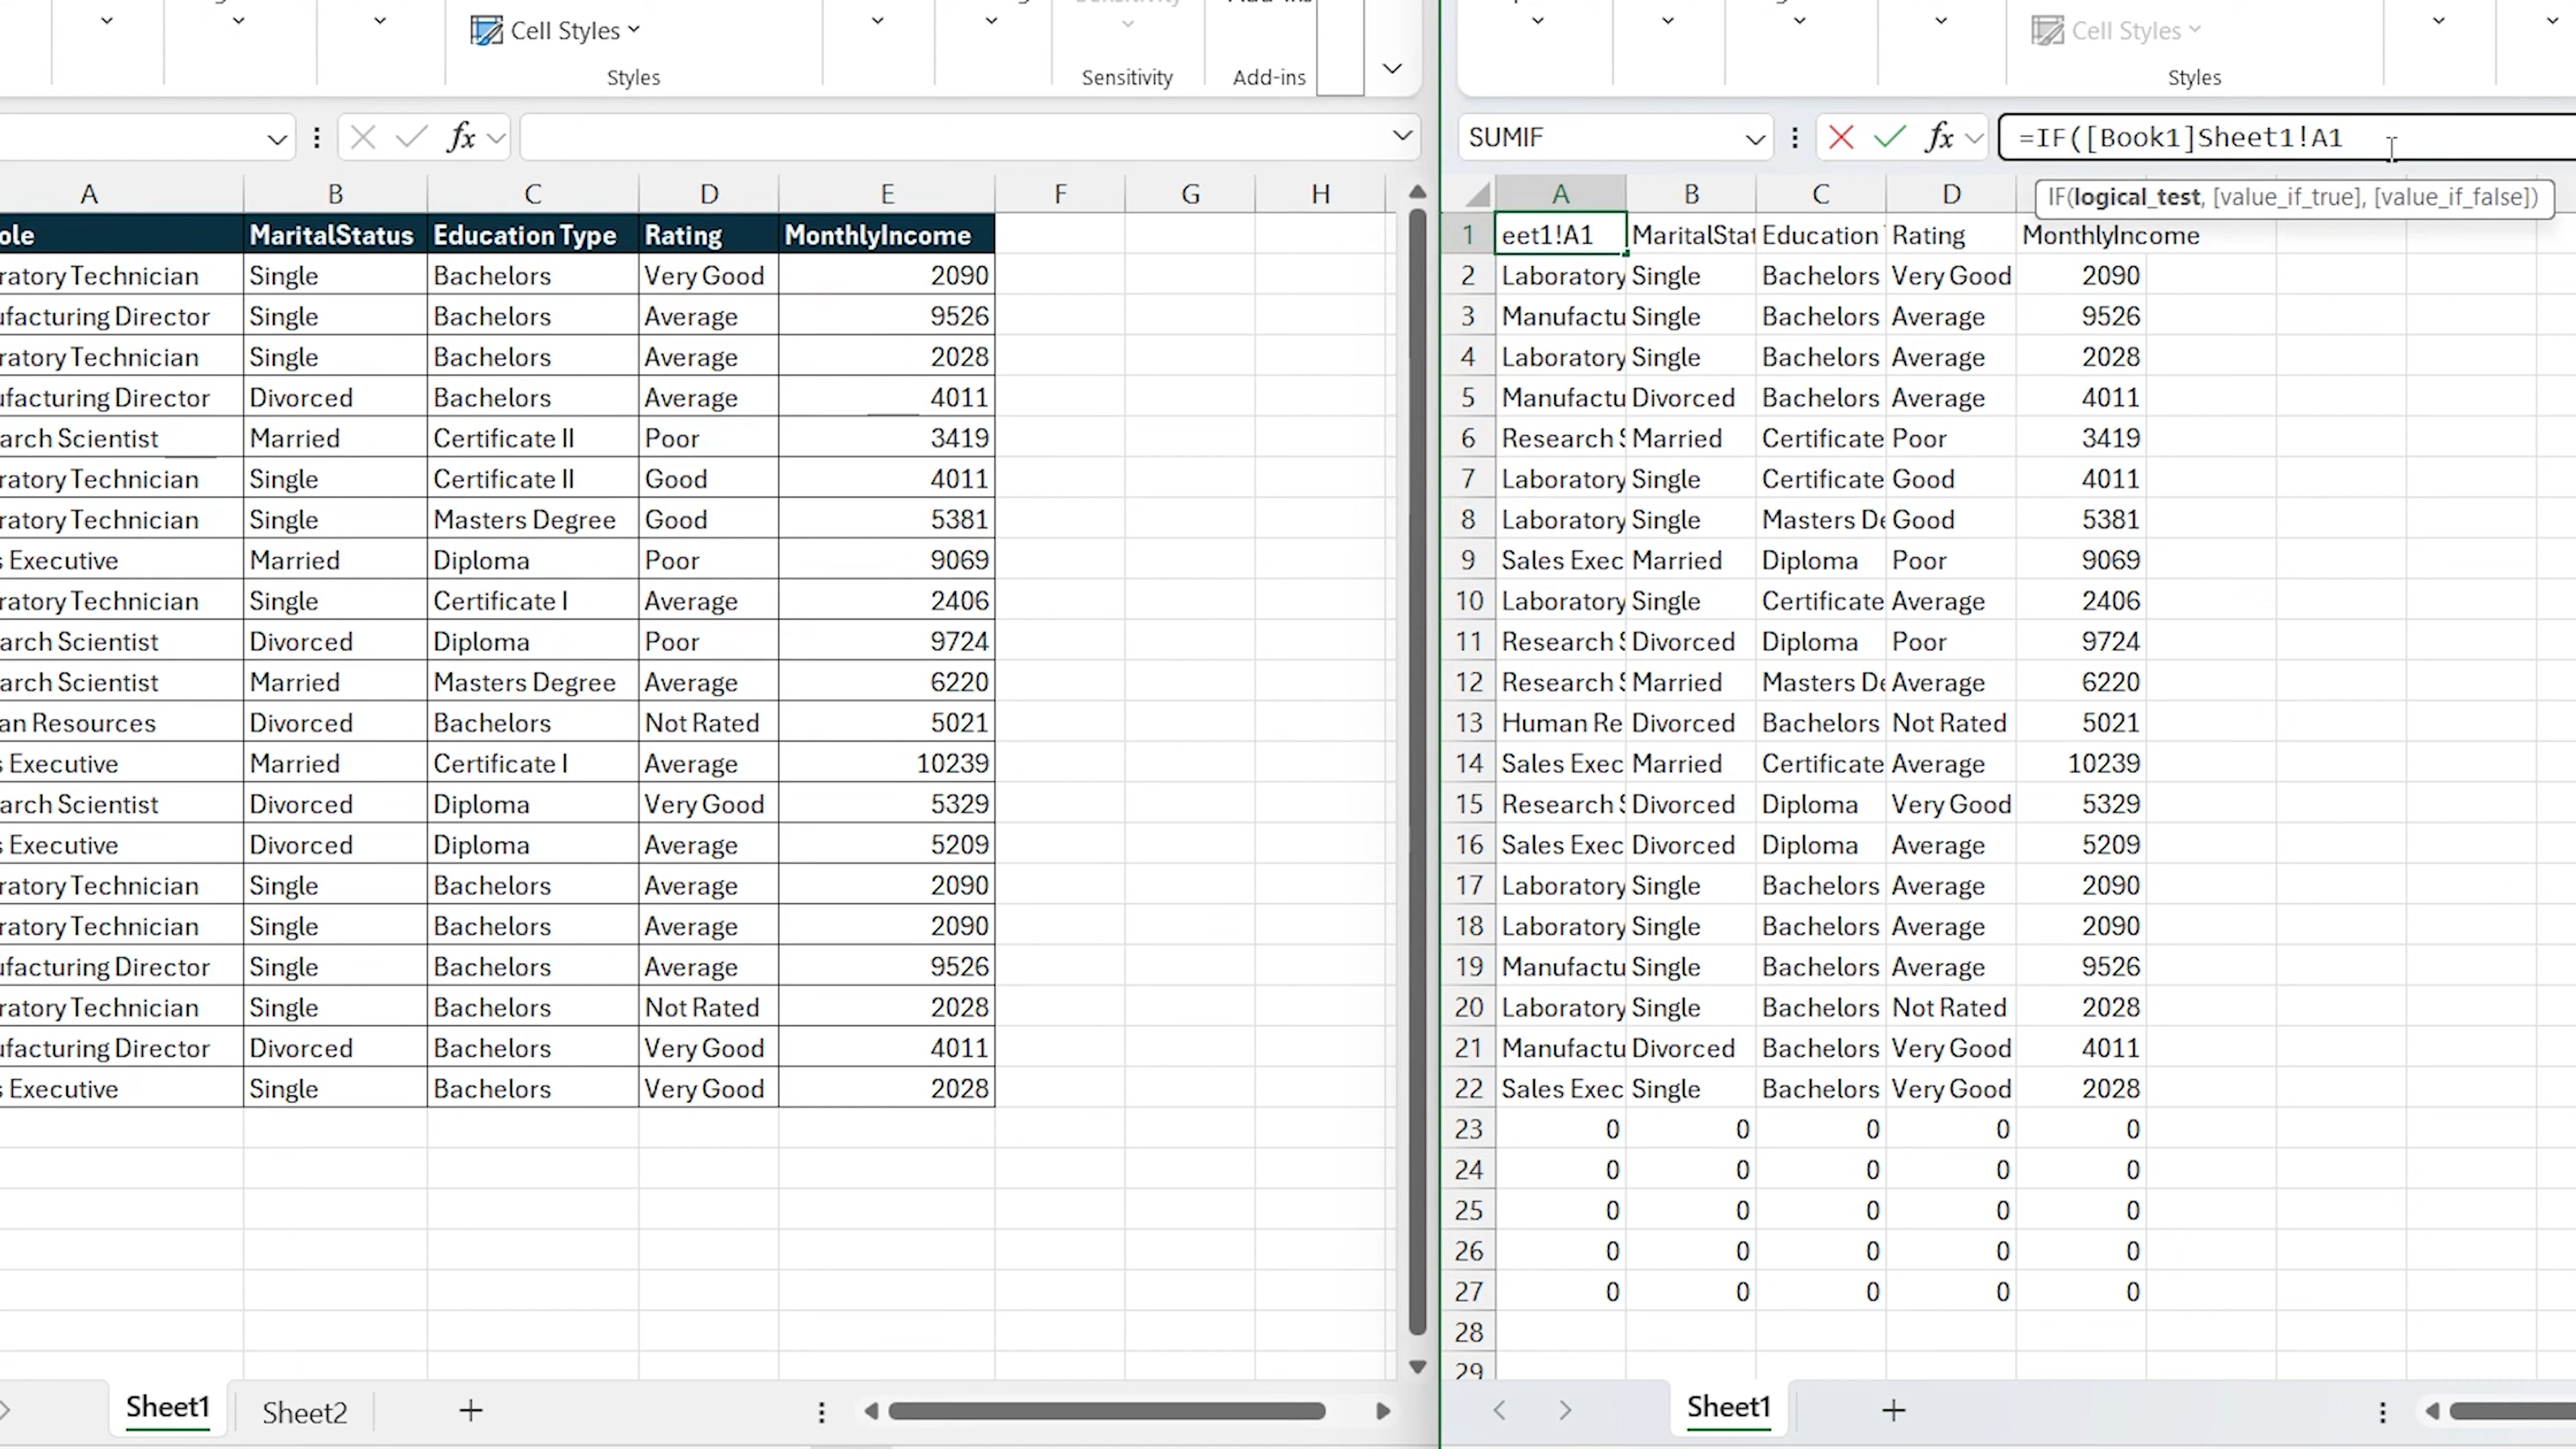 Cell Styles
Styles
Sensitivity
Add-ins
fx
A B C D E F G H
ole MaritalStatus Education Type Rating MonthlyIncome
ratory Technician Single Bachelors Very Good 2090
ufacturing Director Single Bachelors Average 9526
ratory Technician Single Bachelors Average 2028
ufacturing Director Divorced Bachelors Average 4011
arch Scientist Married Certificate II Poor 3419
ratory Technician Single Certificate II Good 4011
ratory Technician Single Masters Degree Good 5381
s Executive Married Diploma Poor 9069
ratory Technician Single Certificate I Average 2406
arch Scientist Divorced Diploma Poor 9724
arch Scientist Married Masters Degree Average 6220
an Resources Divorced Bachelors Not Rated 5021
s Executive Married Certificate I Average 10239
arch Scientist Divorced Diploma Very Good 5329
s Executive Divorced Diploma Average 5209
ratory Technician Single Bachelors Average 2090
ratory Technician Single Bachelors Average 2090
ufacturing Director Single Bachelors Average 9526
ratory Technician Single Bachelors Not Rated 2028
ufacturing Director Divorced Bachelors Very Good 4011
s Executive Single Bachelors Very Good 2028
Sheet1 Sheet2
Cell Styles
Styles
SUMIF fx =IF([Book1]Sheet1!A1
IF(logical_test, [value_if_true], [value_if_false])
A B C D
1 eet1!A1 MaritalStat Education Rating MonthlyIncome
2 Laboratory Single Bachelors Very Good 2090
3 Manufactu Single Bachelors Average 9526
4 Laboratory Single Bachelors Average 2028
5 Manufactu Divorced Bachelors Average 4011
6 Research S Married Certificate Poor 3419
7 Laboratory Single Certificate Good 4011
8 Laboratory Single Masters De Good 5381
9 Sales Exec Married Diploma Poor 9069
10 Laboratory Single Certificate Average 2406
11 Research S Divorced Diploma Poor 9724
12 Research S Married Masters De Average 6220
13 Human Re Divorced Bachelors Not Rated 5021
14 Sales Exec Married Certificate Average 10239
15 Research S Divorced Diploma Very Good 5329
16 Sales Exec Divorced Diploma Average 5209
17 Laboratory Single Bachelors Average 2090
18 Laboratory Single Bachelors Average 2090
19 Manufactu Single Bachelors Average 9526
20 Laboratory Single Bachelors Not Rated 2028
21 Manufactu Divorced Bachelors Very Good 4011
22 Sales Exec Single Bachelors Very Good 2028
23 0 0 0 0 0
24 0 0 0 0 0
25 0 0 0 0 0
26 0 0 0 0 0
27 0 0 0 0 0
28
29
Sheet1